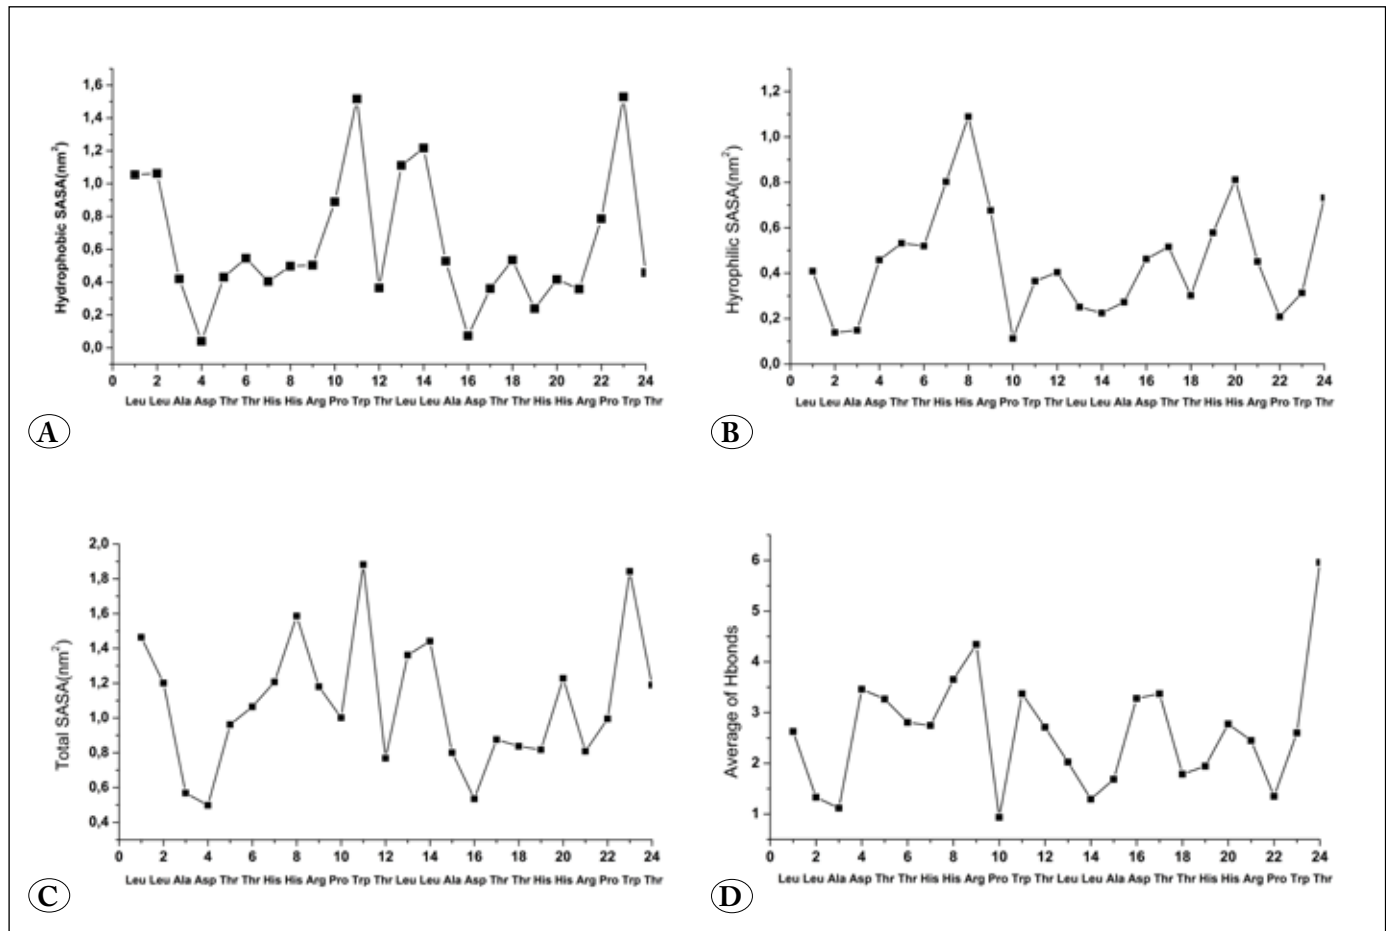 Hydrophobic SASA(nm²)
1,6
1,4
1,2
1,0
0,8
0,6
0,4
0,2
0,0
0 2 4 6 8 10 12 14 16 18 20 22 24
Leu Leu Ala Asp Thr Thr His His Arg Pro Trp Thr Leu Leu Ala Asp Thr Thr His His Arg Pro Trp Thr
A
Hyrophilic SASA(nm²)
1,2
1,0
0,8
0,6
0,4
0,2
0,0
0 2 4 6 8 10 12 14 16 18 20 22 24
Leu Leu Ala Asp Thr Thr His His Arg Pro Trp Thr Leu Leu Ala Asp Thr Thr His His Arg Pro Trp Thr
B
Total SASA(nm²)
2,0
1,8
1,6
1,4
1,2
1,0
0,8
0,6
0,4
0 2 4 6 8 10 12 14 16 18 20 22 24
Leu Leu Ala Asp Thr Thr His His Arg Pro Trp Thr Leu Leu Ala Asp Thr Thr His His Arg Pro Trp Thr
C
Average of Hbonds
6
5
4
3
2
1
0 2 4 6 8 10 12 14 16 18 20 22 24
Leu Leu Ala Asp Thr Thr His His Arg Pro Trp Thr Leu Leu Ala Asp Thr Thr His His Arg Pro Trp Thr
D